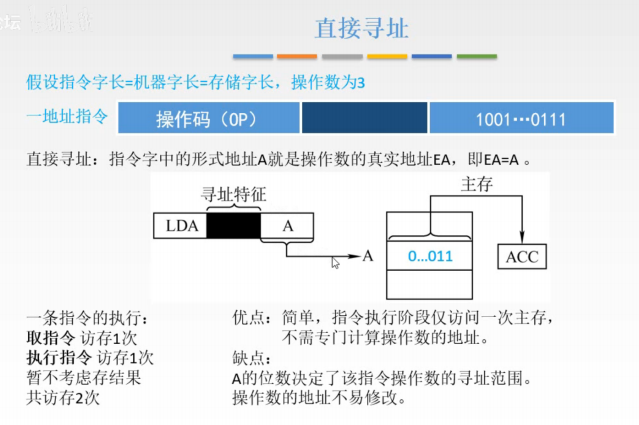 直接寻址
假设指令字长=机器字长=存储字长，操作数为3
一地址指令 操作码（OP） 1001…0111
直接寻址：指令字中的形式地址A就是操作数的真实地址EA，即EA=A 。
寻址特征 主存
LDA A A 0…011 ACC
一条指令的执行：
取指令 访存1次
执行指令 访存1次
暂不考虑存结果
共访存2次
优点：简单，指令执行阶段仅访问一次主存，
不需专门计算操作数的地址。
缺点：
A的位数决定了该指令操作数的寻址范围。
操作数的地址不易修改。